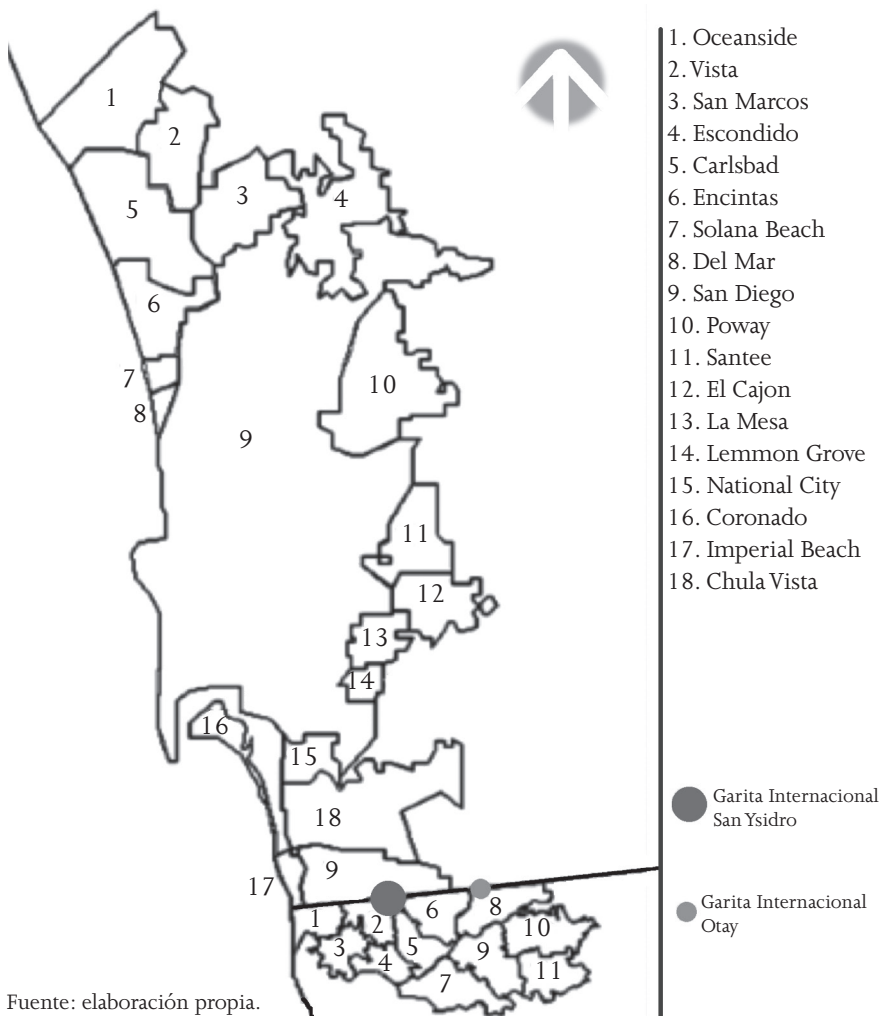 1
2
3
4
5
6
7
8
9
10
11
12
13
14
15
16
18
17
9
1
2
6
8
3
4
5
9
10
7
11
1. Oceanside
2. Vista
3. San Marcos
4. Escondido
5. Carlsbad
6. Encintas
7. Solana Beach
8. Del Mar
9. San Diego
10. Poway
11. Santee
12. El Cajon
13. La Mesa
14. Lemmon Grove
15. National City
16. Coronado
17. Imperial Beach
18. Chula Vista
Garita Internacional
San Ysidro
Garita Internacional
Otay
Fuente: elaboración propia.